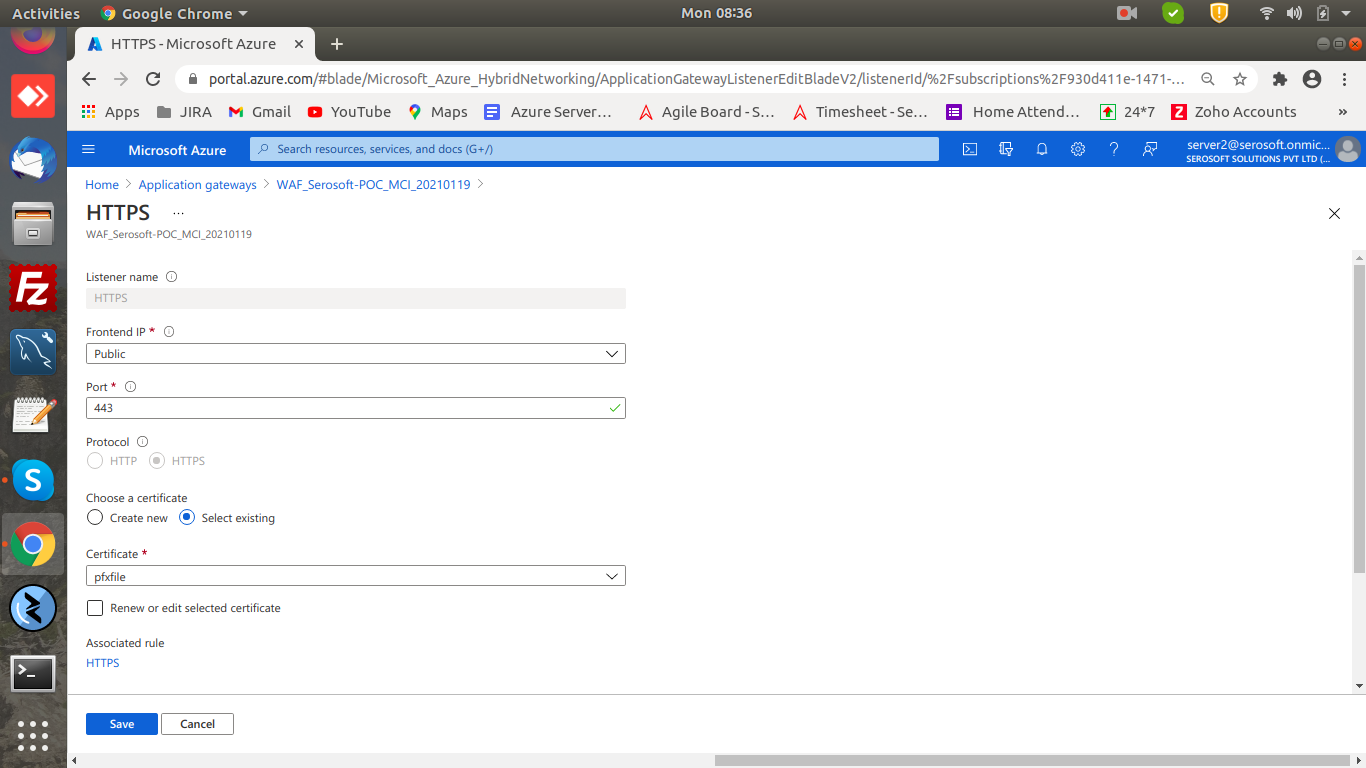 Activities Google Chrome Mon 08:36
HTTPS - Microsoft Azure
portal.azure.com/#blade/Microsoft_Azure_HybridNetworking/ApplicationGatewayListenerEditBladeV2/listenerId/%2Fsubscriptions%2F930d411e-1471-...
Apps JIRA Gmail YouTube Maps Azure Server... Agile Board - S... Timesheet - Se... Home Attend... 24*7 Zoho Accounts »
Microsoft Azure Search resources, services, and docs (G+/) server2@serosoft.onmic...
SEROSOFT SOLUTIONS PVT LTD (...
Home > Application gateways > WAF_Serosoft-POC_MCI_20210119 >
HTTPS ...
WAF_Serosoft-POC_MCI_20210119
Listener name
HTTPS
Frontend IP *
Public
Port *
443
Protocol
HTTP HTTPS
Choose a certificate
Create new Select existing
Certificate *
pfxfile
Renew or edit selected certificate
Associated rule
HTTPS
Save Cancel